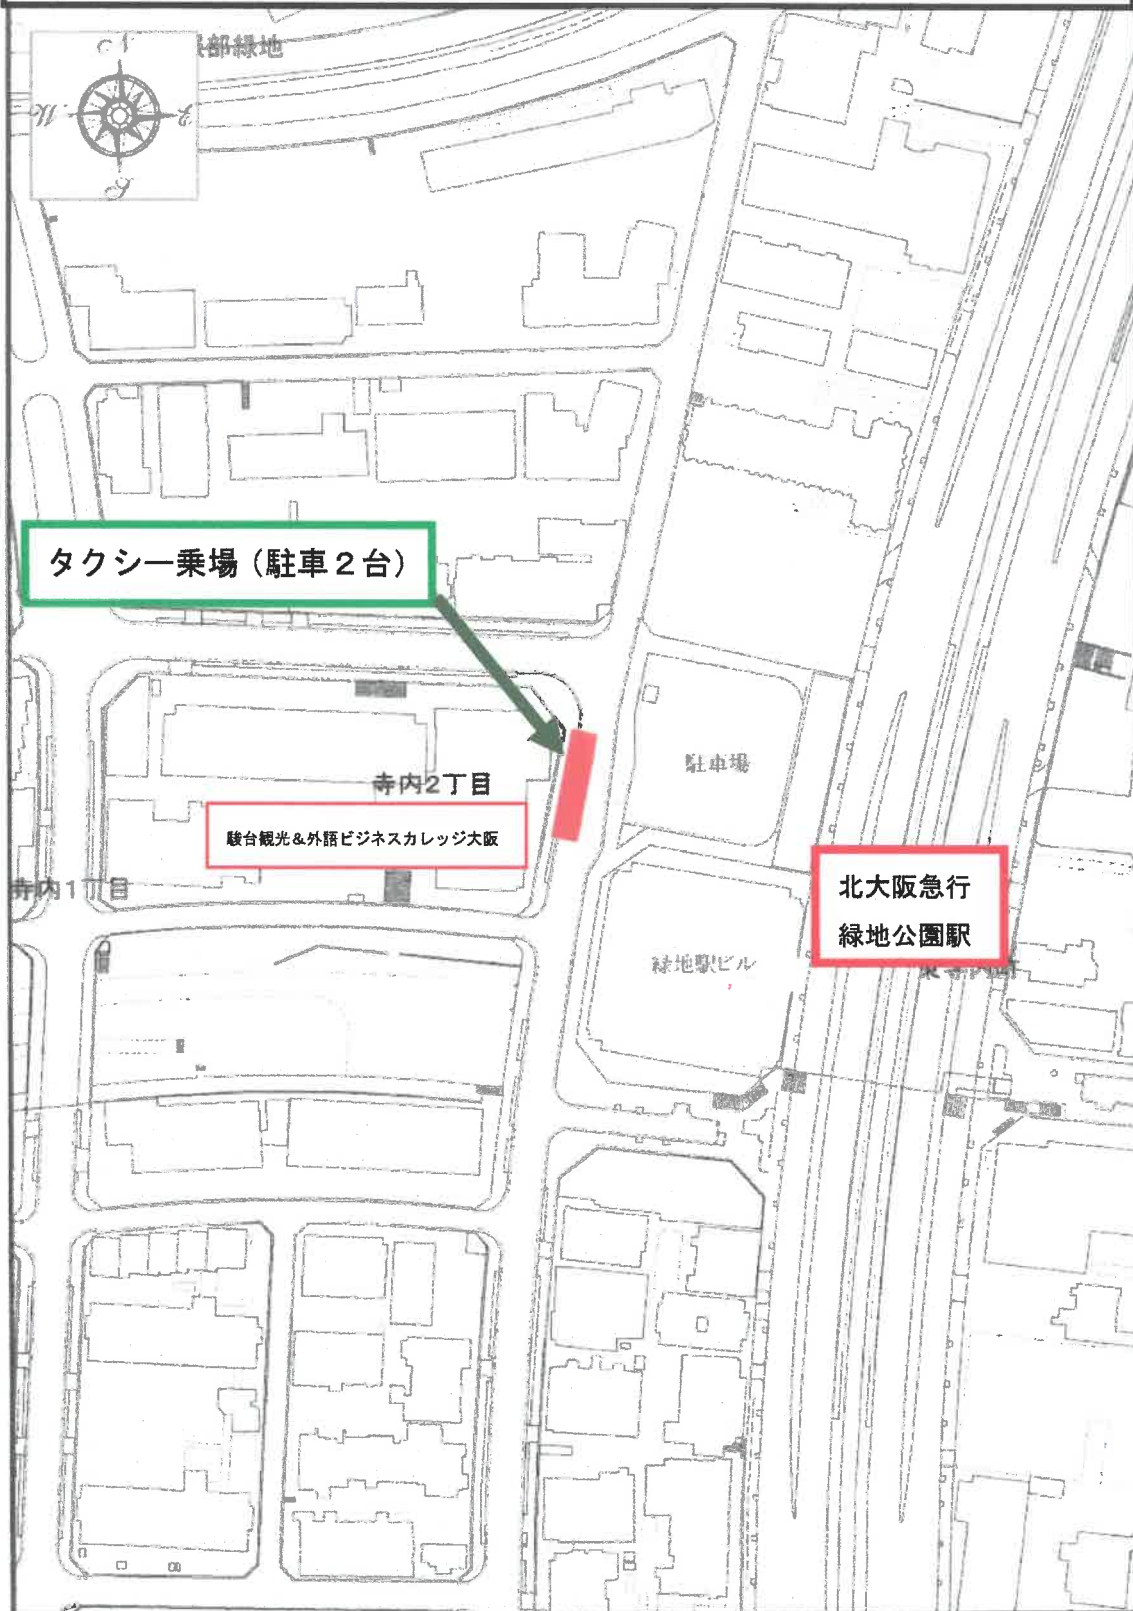 部緑地
タクシー乗場（駐車２台）
駐車場
寺内2丁目
駿台観光＆外語ビジネスカレッジ大阪
寺内1丁目
北大阪急行
緑地公園駅
緑地駅ビル